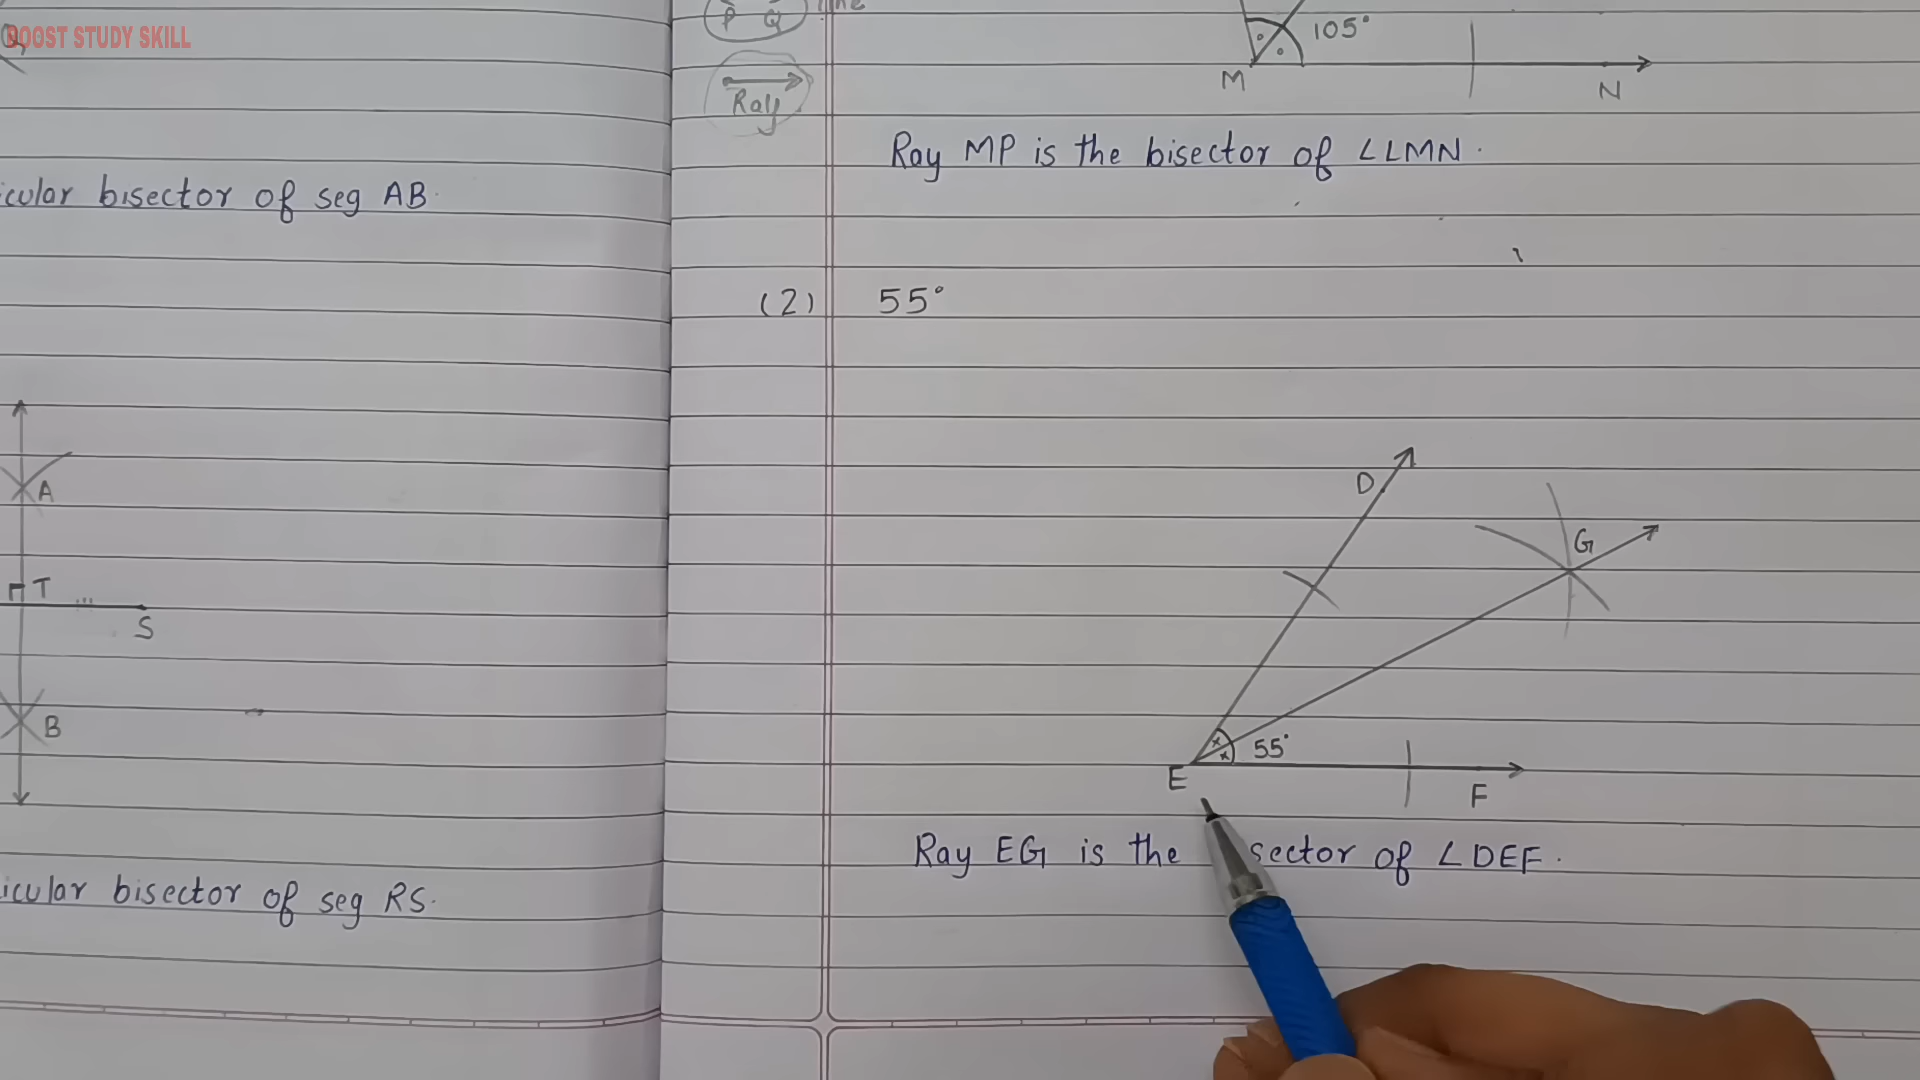 BOOST STUDY SKILL
icular bisector of seg AB.
A
T
S
B
icular bisector of seg RS.
P Q
Ray
105°
M
N
Ray MP is the bisector of ∠LMN.
(2) 55°
D
G
55°
E
F
Ray EG is the sector of ∠DEF.